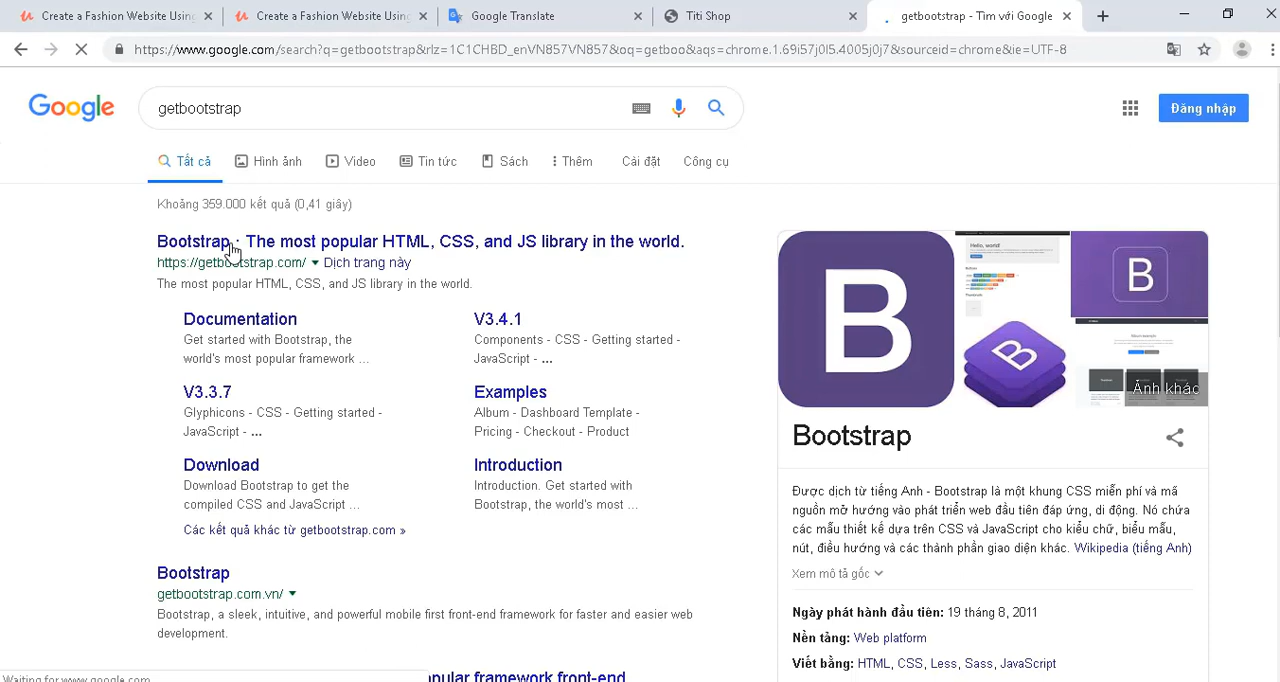 Create a Fashion Website Using
Create a Fashion Website Using
Google Translate
Titi Shop
getbootstrap - Tìm với Google
https://www.google.com/search?q=getbootstrap&rlz=1C1CHBD_enVN857VN857&oq=getboo&aqs=chrome.1.69i57j0l5.4005j0j7&sourceid=chrome&ie=UTF-8
Google
getbootstrap
Đăng nhập
Tất cả
Hình ảnh
Video
Tin tức
Sách
Thêm
Cài đặt
Công cụ
Khoảng 359.000 kết quả (0,41 giây)
Bootstrap · The most popular HTML, CSS, and JS library in the world.
này
HTML, CSS, and library in the world.
Documentation
started with Bootstrap, the
world's most popular framework...
V3.4.1
Components - CSS - Getting started -
JavaScript - ...
V3.3.7
Glyphicons - CSS - Getting started -
JavaScript - ...
Examples
Album - Dashboard Template -
Pricing - Checkout - Product
Download
Download Bootstrap to get the
compiled CSS and JavaScript ...
Introduction
Introduction. Get started with
Bootstrap, the world's most ...
Các kết quả khác từ getbootstrap.com »
Bootstrap
getbootstrap.com.vn/
Bootstrap, a sleek, intuitive, and powerful mobile first front-end framework for faster and easier web
development.
framework front-end
Waiting for www.google.com
B
Hello, world!
B
B
Ảnh khác
Bootstrap
Được dịch từ tiếng Anh - Bootstrap là một khung CSS miễn phí và mã
nguồn mở hướng vào phát triển web đầu tiên đáp ứng, di động. Nó chứa
các mẫu thiết kế dựa trên CSS và JavaScript cho kiểu chữ, biểu mẫu,
nút, điều hướng và các thành phần giao diện khác. Wikipedia (tiếng Anh)
Xem mô tả gốc
Ngày phát hành đầu tiên: 19 tháng 8, 2011
Nền tảng: Web platform
Viết bằng: HTML, CSS, Less, Sass, JavaScript